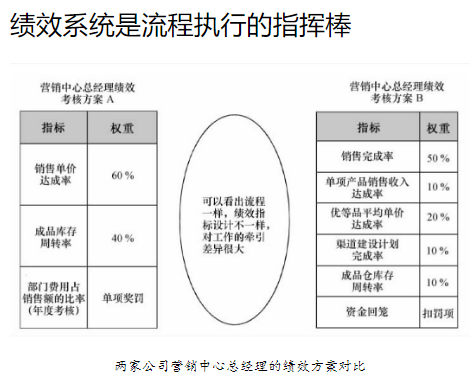 绩效系统是流程执行的指挥棒
营销中心总经理绩效
考核方案 A
指标
权重
销售单价
达成率
60 %
成品库存
周转率
40 %
部门费用占
销售额的比率
(年度考核)
单项奖罚
可以看出流程
一样，绩效指
标设计不一样，
对工作的牵引
差异很大
营销中心总经理绩效
考核方案 B
指标
权重
销售完成率
50 %
单项产品销售收入
达成率
10 %
优等品平均单价
达成率
20 %
渠道建设计划
完成率
10 %
成品仓库存
周转率
10 %
资金回笼
扣罚项
两家公司营销中心总经理的绩效方案对比